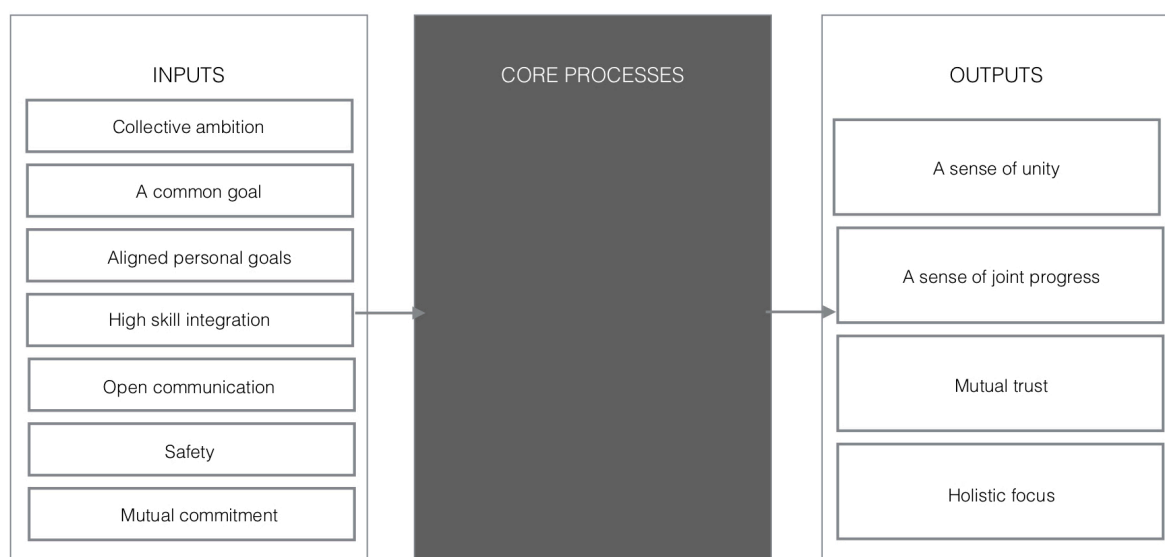 INPUTS
Collective ambition
A common goal
Aligned personal goals
High skill integration
Open communication
Safety
Mutual commitment
CORE PROCESSES
OUTPUTS
A sense of unity
A sense of joint progress
Mutual trust
Holistic focus